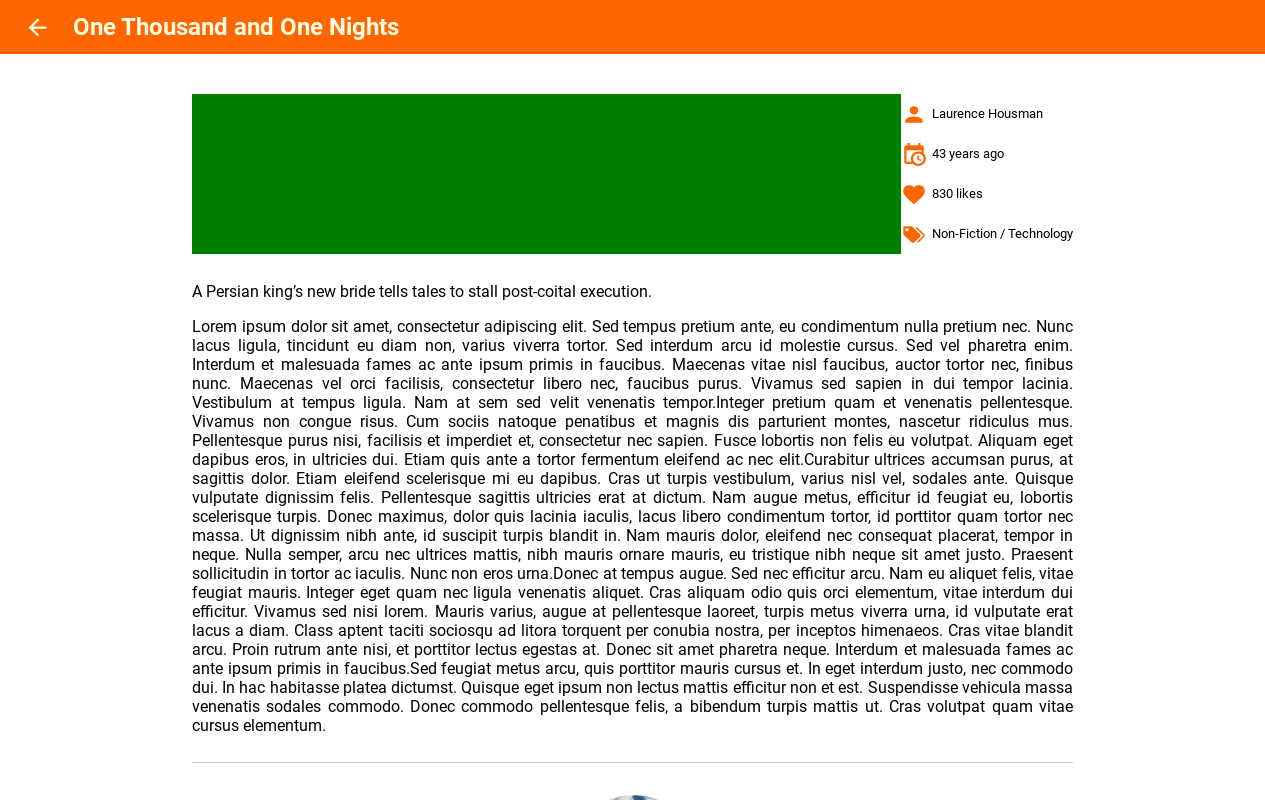 One Thousand and One Nights
Laurence Housman
43 years ago
830 likes
Non-Fiction / Technology
A Persian king’s new bride tells tales to stall post-coital execution.
Lorem ipsum dolor sit amet, consectetur adipiscing elit. Sed tempus pretium ante, eu condimentum nulla pretium nec. Nunc
lacus ligula, tincidunt eu diam non, varius viverra tortor. Sed interdum arcu id molestie cursus. Sed vel pharetra enim.
Interdum et malesuada fames ac ante ipsum primis in faucibus. Maecenas vitae nisl faucibus, auctor tortor nec, finibus
nunc. Maecenas vel orci facilisis, consectetur libero nec, faucibus purus. Vivamus sed sapien in dui tempor lacinia.
Vestibulum at tempus ligula. Nam at sem sed velit venenatis tempor.Integer pretium quam et venenatis pellentesque.
Vivamus non congue risus. Cum sociis natoque penatibus et magnis dis parturient montes, nascetur ridiculus mus.
Pellentesque purus nisi, facilisis et imperdiet et, consectetur nec sapien. Fusce lobortis non felis eu volutpat. Aliquam eget
dapibus eros, in ultricies dui. Etiam quis ante a tortor fermentum eleifend ac nec elit.Curabitur ultrices accumsan purus, at
sagittis dolor. Etiam eleifend scelerisque mi eu dapibus. Cras ut turpis vestibulum, varius nisl vel, sodales ante. Quisque
vulputate dignissim felis. Pellentesque sagittis ultricies erat at dictum. Nam augue metus, efficitur id feugiat eu, lobortis
scelerisque turpis. Donec maximus, dolor quis lacinia iaculis, lacus libero condimentum tortor, id porttitor quam tortor nec
massa. Ut dignissim nibh ante, id suscipit turpis blandit in. Nam mauris dolor, eleifend nec consequat placerat, tempor in
neque. Nulla semper, arcu nec ultrices mattis, nibh mauris ornare mauris, eu tristique nibh neque sit amet justo. Praesent
sollicitudin in tortor ac iaculis. Nunc non eros urna.Donec at tempus augue. Sed nec efficitur arcu. Nam eu aliquet felis, vitae
feugiat mauris. Integer eget quam nec ligula venenatis aliquet. Cras aliquam odio quis orci elementum, vitae interdum dui
efficitur. Vivamus sed nisi lorem. Mauris varius, augue at pellentesque laoreet, turpis metus viverra urna, id vulputate erat
lacus a diam. Class aptent taciti sociosqu ad litora torquent per conubia nostra, per inceptos himenaeos. Cras vitae blandit
arcu. Proin rutrum ante nisi, et porttitor lectus egestas at. Donec sit amet pharetra neque. Interdum et malesuada fames ac
ante ipsum primis in faucibus.Sed feugiat metus arcu, quis porttitor mauris cursus et. In eget interdum justo, nec commodo
dui. In hac habitasse platea dictumst. Quisque eget ipsum non lectus mattis efficitur non et est. Suspendisse vehicula massa
venenatis sodales commodo. Donec commodo pellentesque felis, a bibendum turpis mattis ut. Cras volutpat quam vitae
cursus elementum.